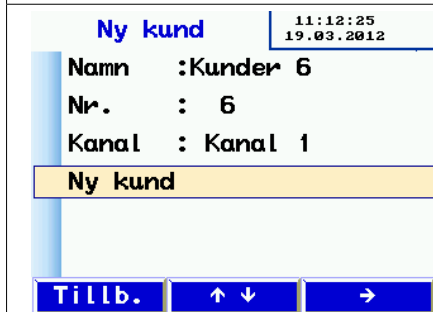 Ny kund
11:12:25
19.03.2012
Namn :Kunder 6
Nr. : 6
Kanal : Kanal 1
Ny kund
Tillb. ↑ ↓ →